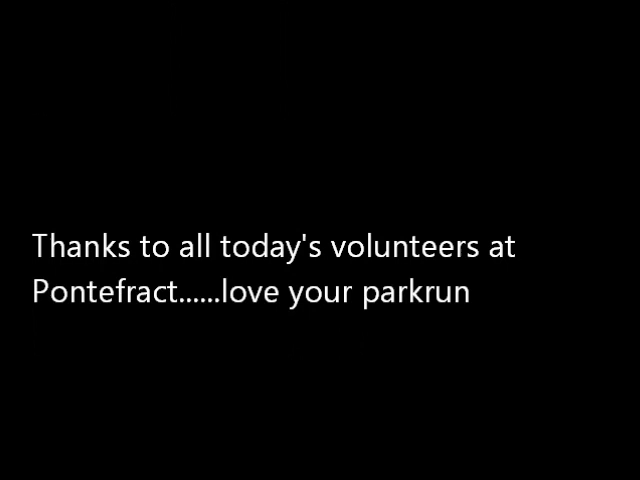 Thanks to all today's volunteers at
Pontefract......love your parkrun